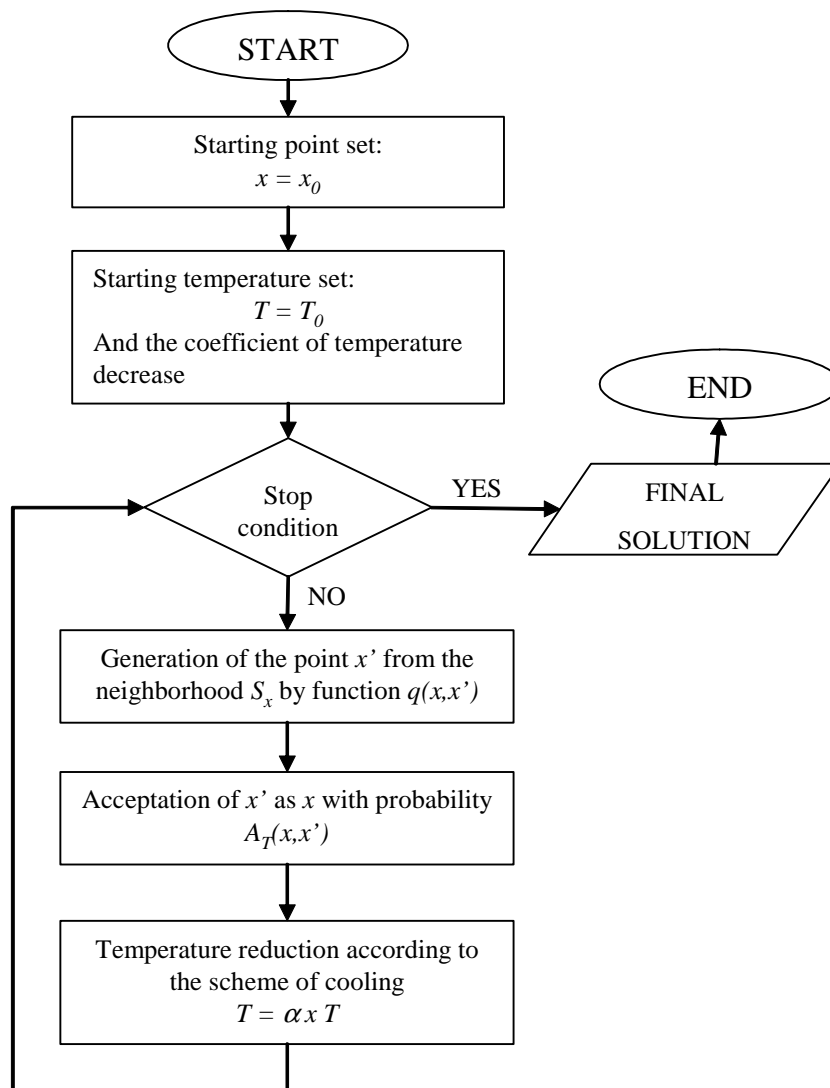 START
Starting point set:
x = x0
Starting temperature set:
T = T0
And the coefficient of temperature
decrease
Stop
condition
YES
FINAL
SOLUTION
END
NO
Generation of the point x’ from the
neighborhood Sx by function q(x,x’)
Acceptation of x’ as x with probability
AT(x,x’)
Temperature reduction according to
the scheme of cooling
T = α x T